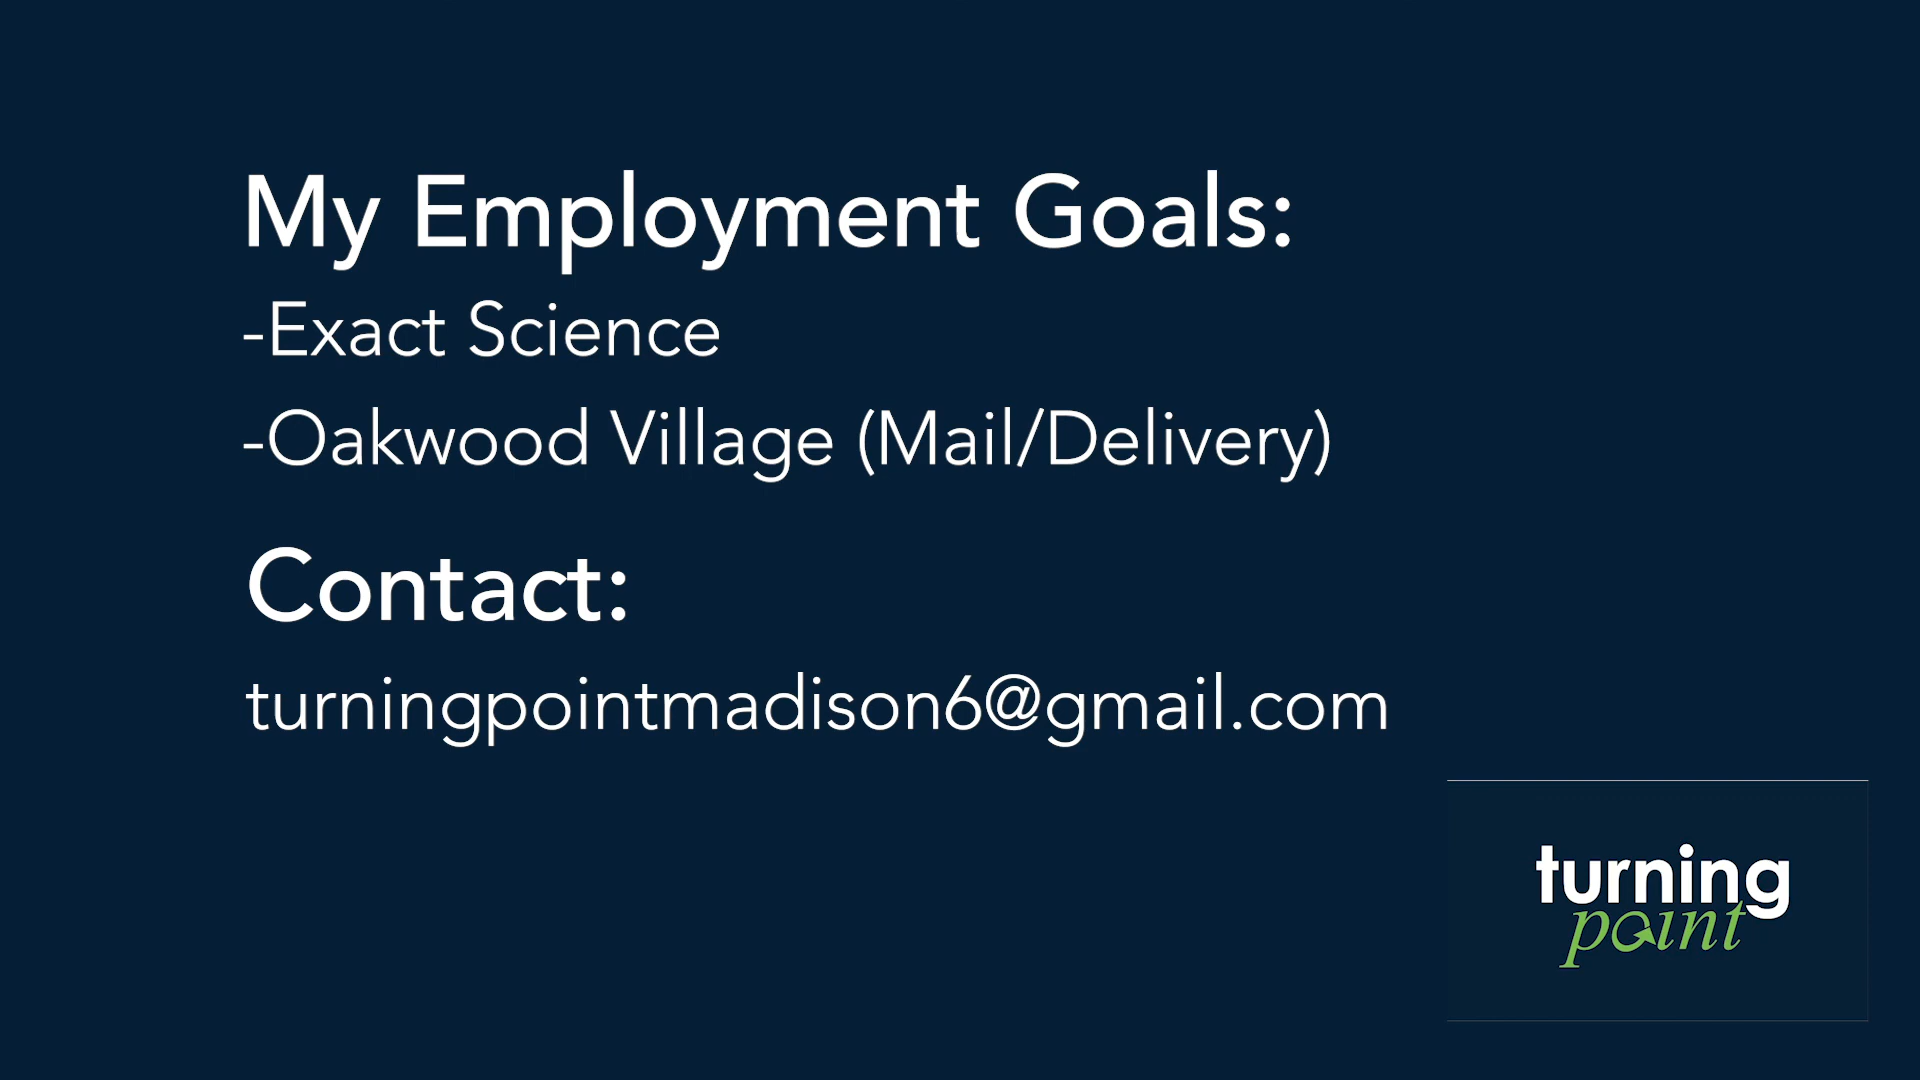 My Employment Goals:
-Exact Science
-Oakwood Village (Mail/Delivery)
Contact:
turningpointmadison6@gmail.com
turning
point